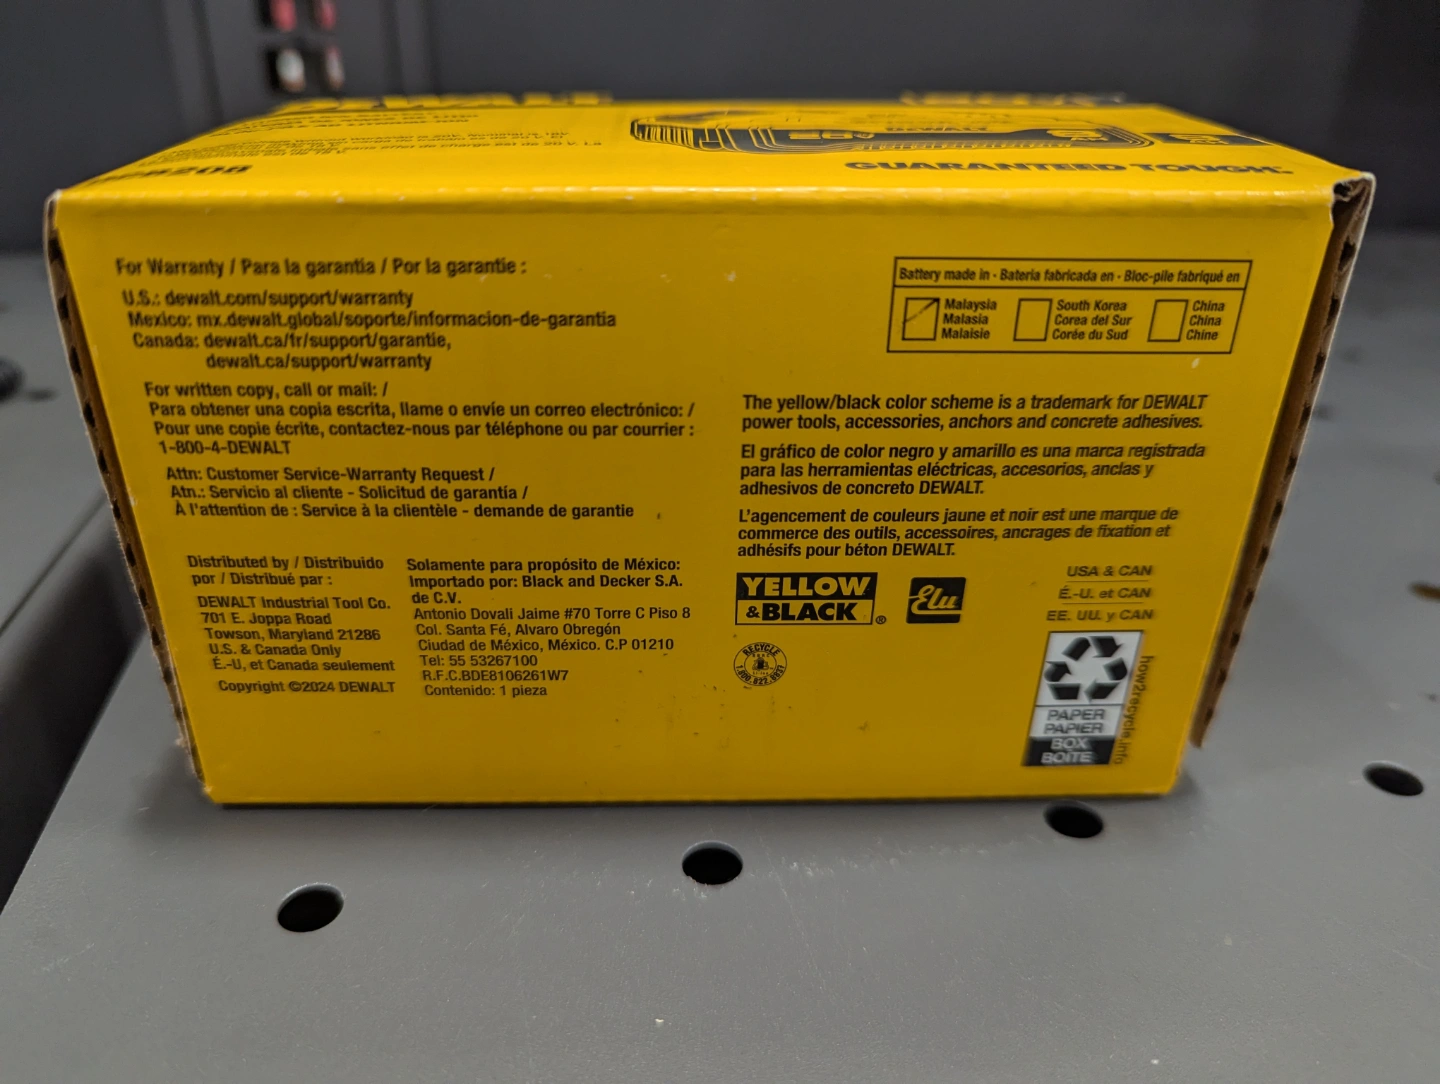 DEWALT
GUARANTEED TOUGH.
For Warranty / Para la garantia / Por la garantie :
U.S.: dewalt.com/support/warranty
Mexico: mx.dewalt.global/soporte/informacion-de-garantia
Canada: dewalt.ca/fr/support/garantie,
dewalt.ca/support/warranty
For written copy, call or mail: /
Para obtener una copia escrita, llame o envíe un correo electrónico: /
Pour une copie écrite, contactez-nous par téléphone ou par courrier :
1-800-4-DEWALT
Attn: Customer Service-Warranty Request /
Atn.: Servicio al cliente - Solicitud de garantía /
À l'attention de : Service à la clientèle - demande de garantie
Distributed by / Distribuido
por / Distribué par :
DEWALT Industrial Tool Co.
701 E. Joppa Road
Towson, Maryland 21286
U.S. & Canada Only
É.-U, et Canada seulement
Copyright ©2024 DEWALT
Solamente para propósito de México:
Importado por: Black and Decker S.A.
de C.V.
Antonio Dovali Jaime #70 Torre C Piso 8
Col. Santa Fé, Alvaro Obregón
Ciudad de México, México. C.P 01210
Tel: 55 53267100
R.F.C.BDE8106261W7
Contenido: 1 pieza
Battery made in - Batería fabricada en - Bloc-pile fabriqué en
Malaysia
Malasia
Malaisie
South Korea
Corea del Sur
Corée du Sud
China
China
Chine
The yellow/black color scheme is a trademark for DEWALT
power tools, accessories, anchors and concrete adhesives.
El gráfico de color negro y amarillo es una marca registrada
para las herramientas eléctricas, accesorios, anclas y
adhesivos de concreto DEWALT.
L'agencement de couleurs jaune et noir est une marque de
commerce des outils, accessoires, ancrages de fixation et
adhésifs pour béton DEWALT.
YELLOW
&BLACK®
Elu
RECYCLE
1.800.822.8837
USA & CAN
É.-U. et CAN
EE. UU. y CAN
PAPER
PAPIER
BOX
BOÎTE
how2recycle.info